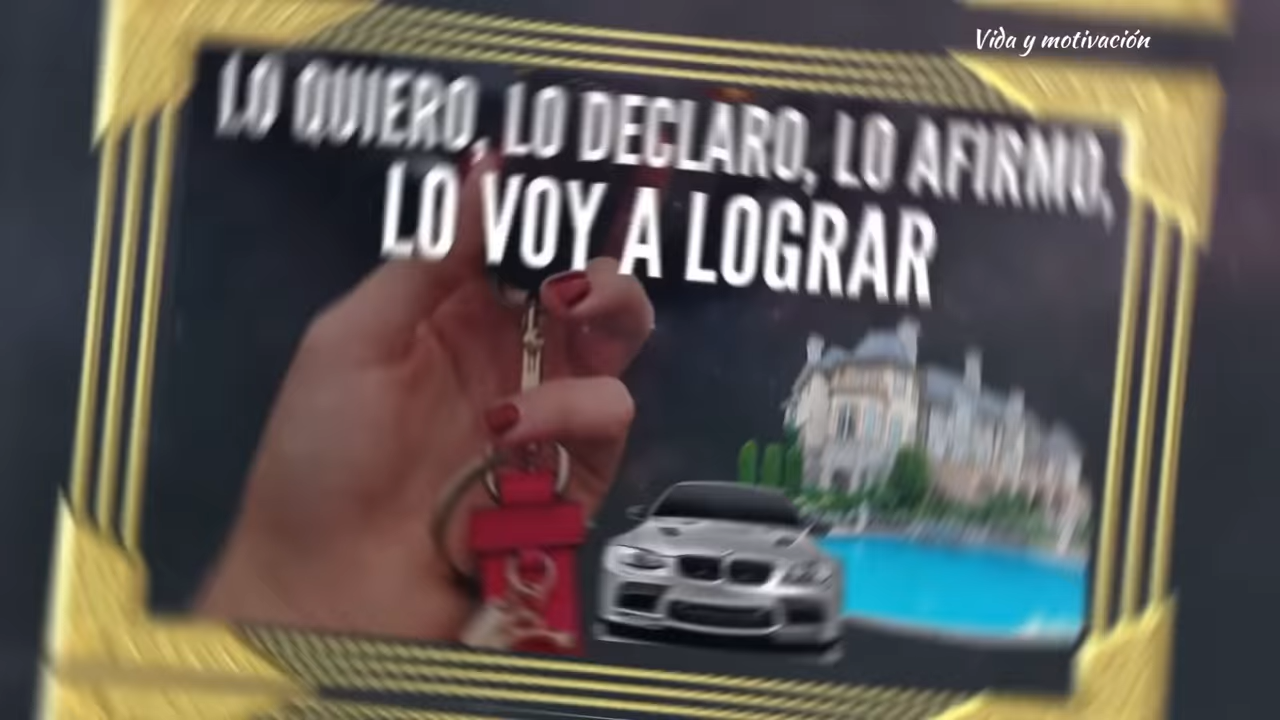 Vida y motivación
LO QUIERO, LO DECLARO, LO AFIRMO,
LO VOY A LOGRAR